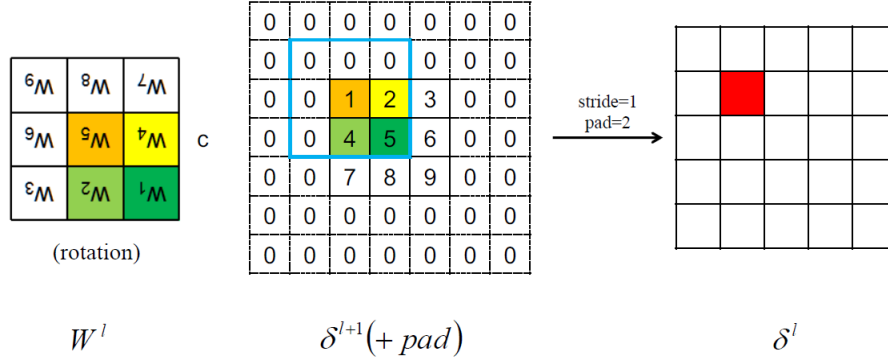 W9 W8 W7
W6 W5 W4
W3 W2 W1
(rotation)
c
0 0 0 0 0 0 0
0 0 0 0 0 0 0
0 0 1 2 3 0 0
0 0 4 5 6 0 0
0 0 7 8 9 0 0
0 0 0 0 0 0 0
0 0 0 0 0 0 0
stride=1
pad=2
W^l
δ^{l+1}(+ pad)
δ^l